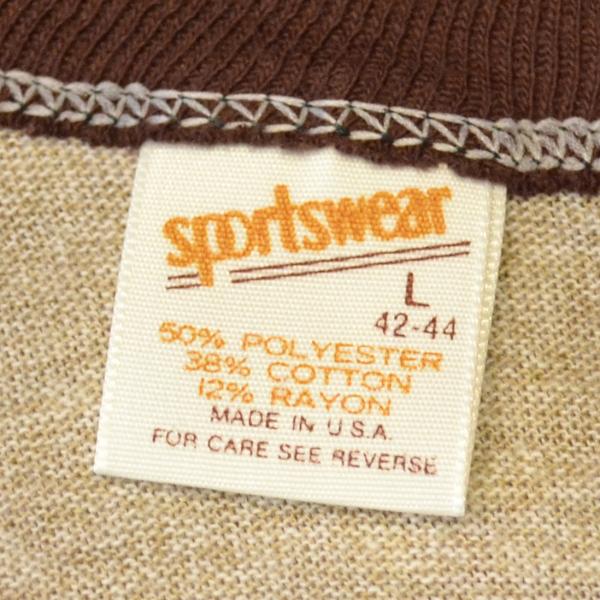 sportswear
L
42-44
50% POLYESTER
38% COTTON
12% RAYON
MADE IN U.S.A.
FOR CARE SEE REVERSE